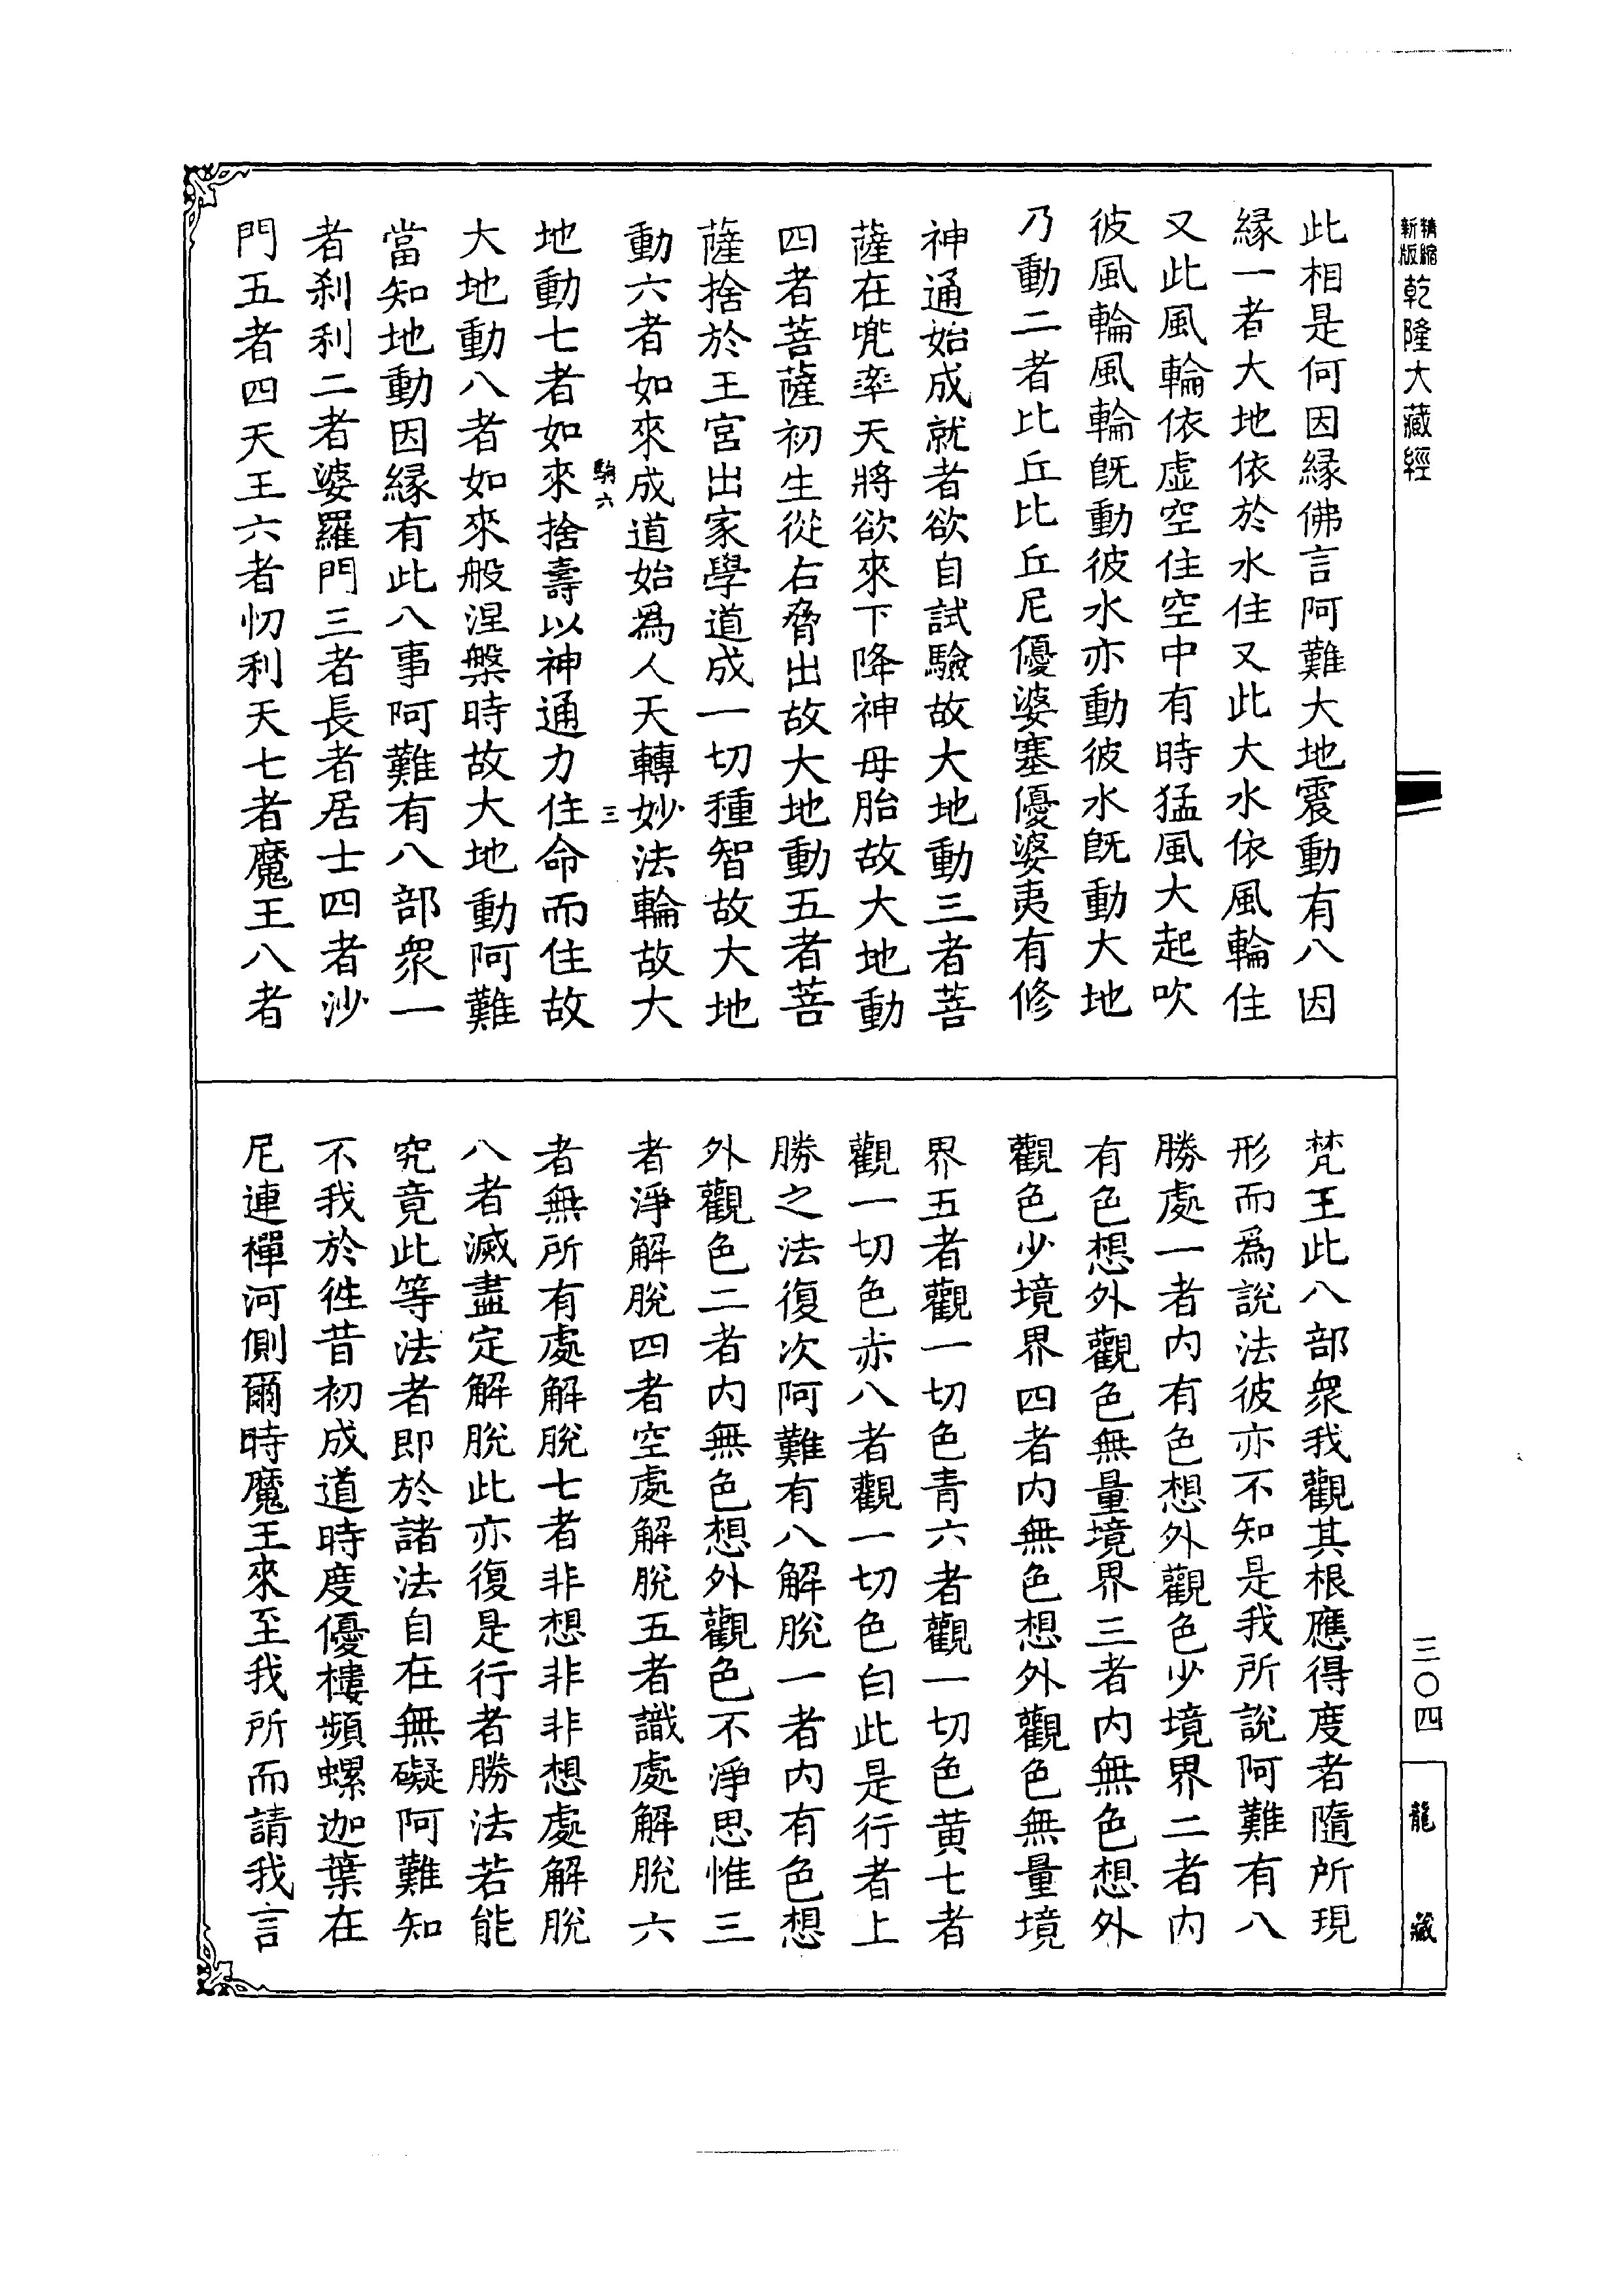 精縮
新版
乾隆大藏經
此相是何因緣佛言阿難大地震動有八因
緣一者大地依於水住又此大水依風輪住
又此風輪依虛空住空中有時猛風大起吹
彼風輪風輪旣動彼水亦動彼水旣動大地
乃動二者比丘比丘尼優婆塞優婆夷有修
神通始成就者欲自試驗故大地動三者菩
薩在兜率天將欲來下降神母胎故大地動
四者菩薩初生從右脅出故大地動五者菩
薩捨於王宮出家學道成一切種智故大地
動六者如來成道始爲人天轉妙法輪故大
駒六
三
地動七者如來捨壽以神通力住命而住故
大地動八者如來般涅槃時故大地動阿難
當知地動因緣有此八事阿難有八部衆一
者刹利二者婆羅門三者長者居士四者沙
門五者四天王六者忉利天七者魔王八者
梵王此八部衆我觀其根應得度者隨所現
形而爲說法彼亦不知是我所說阿難有八
勝處一者內有色想外觀色少境界二者內
有色想外觀色無量境界三者內無色想外
觀色少境界四者內無色想外觀色無量境
界五者觀一切色青六者觀一切色黃七者
觀一切色赤八者觀一切色白此是行者上
勝之法復次阿難有八解脫一者內有色想
外觀色二者內無色想外觀色不淨思惟三
者淨解脫四者空處解脫五者識處解脫六
者無所有處解脫七者非想非非想處解脫
八者滅盡定解脫此亦復是行者勝法若能
究竟此等法者即於諸法自在無礙阿難知
不我於徃昔初成道時度優樓頻螺迦葉在
尼連禪河側爾時魔王來至我所而請我言
三〇四
龍藏